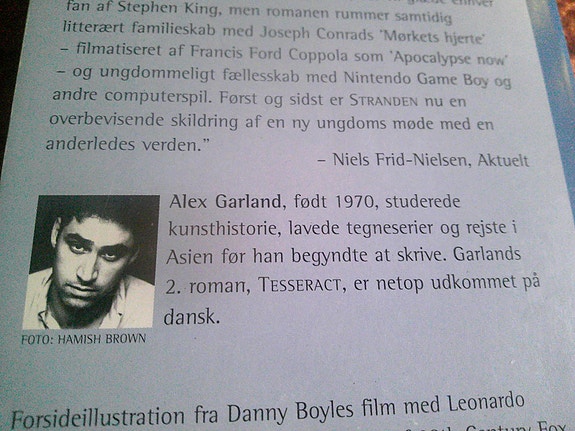 fan af Stephen King, men romanen rummer samtidig
litterært familieskab med Joseph Conrads 'Mørkets hjerte'
– filmatiseret af Francis Ford Coppola som 'Apocalypse now'
– og ungdommeligt fællesskab med Nintendo Game Boy og
andre computerspil. Først og sidst er STRANDEN nu en
overbevisende skildring af en ny ungdoms møde med en
anderledes verden.”
– Niels Frid-Nielsen, Aktuelt
Alex Garland, født 1970, studerede
kunsthistorie, lavede tegneserier og rejste i
Asien før han begyndte at skrive. Garlands
2. roman, TESSERACT, er netop udkommet på
dansk.
FOTO: HAMISH BROWN
Forsideillustration fra Danny Boyles film med Leonardo
Century Fox